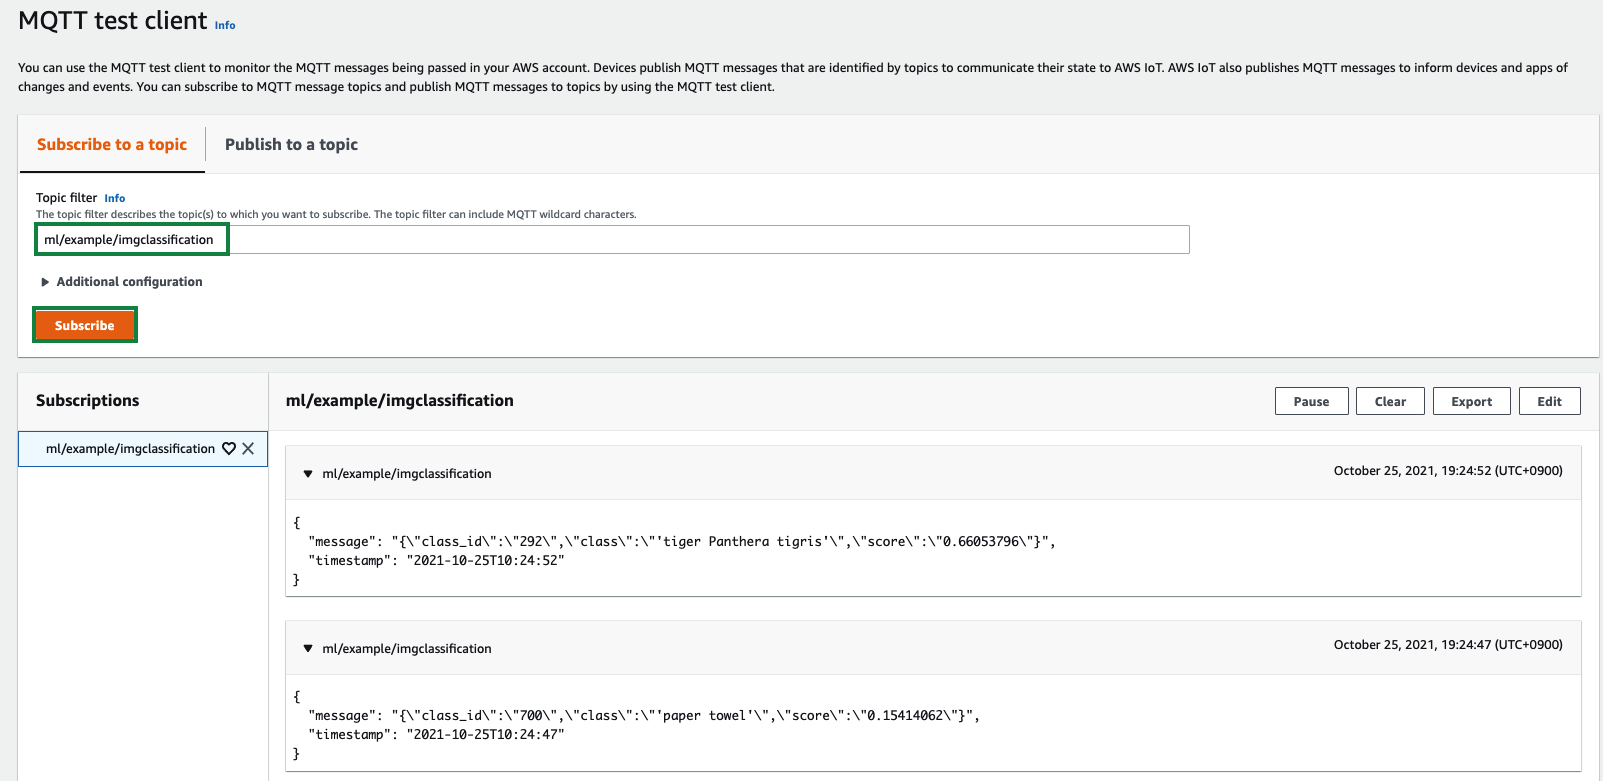 MQTT test client Info
You can use the MQTT test client to monitor the MQTT messages being passed in your AWS account. Devices publish MQTT messages that are identified by topics to communicate their state to AWS IoT. AWS IoT also publishes MQTT messages to inform devices and apps of
changes and events. You can subscribe to MQTT message topics and publish MQTT messages to topics by using the MQTT test client.
Subscribe to a topic
Publish to a topic
Topic filter Info
The topic filter describes the topic(s) to which you want to subscribe. The topic filter can include MQTT wildcard characters.
ml/example/imgclassification
Additional configuration
Subscribe
Subscriptions
ml/example/imgclassification
ml/example/imgclassification
Pause
Clear
Export
Edit
ml/example/imgclassification
October 25, 2021, 19:24:52 (UTC+0900)
{
"message": "{\"class_id\":\"292\",\"class\":\"'tiger Panthera tigris'\",\"score\":\"0.66053796\"}",
"timestamp": "2021-10-25T10:24:52"
}
ml/example/imgclassification
October 25, 2021, 19:24:47 (UTC+0900)
{
"message": "{\"class_id\":\"700\",\"class\":\"'paper towel'\",\"score\":\"0.15414062\"}",
"timestamp": "2021-10-25T10:24:47"
}